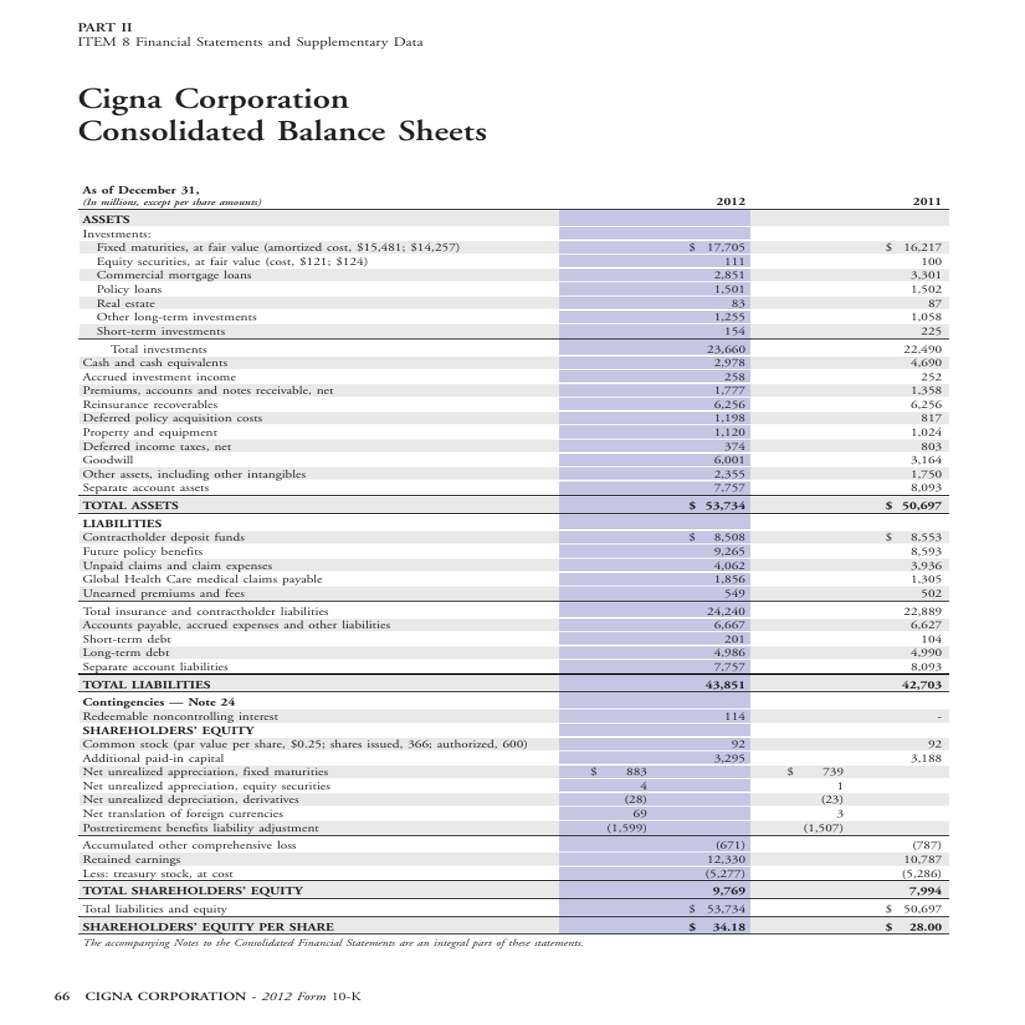 PART II
ITEM 8 Financial Statements and Supplementary Data
Cigna Corporation
Consolidated Balance Sheets
As of December 31,
(In millions, except per share amounts) 2012 2011
ASSETS
Investments:
Fixed maturities, at fair value (amortized cost, $15,481; $14,257) $ 17,705 $ 16,217
Equity securities, at fair value (cost, $121; $124) 111 100
Commercial mortgage loans 2,851 3,301
Policy loans 1,501 1,502
Real estate 83 87
Other long-term investments 1,255 1,058
Short-term investments 154 225
Total investments 23,660 22,490
Cash and cash equivalents 2,978 4,690
Accrued investment income 258 252
Premiums, accounts and notes receivable, net 1,777 1,358
Reinsurance recoverables 6,256 6,256
Deferred policy acquisition costs 1,198 817
Property and equipment 1,120 1,024
Deferred income taxes, net 374 803
Goodwill 6,001 3,164
Other assets, including other intangibles 2,355 1,750
Separate account assets 7,757 8,093
TOTAL ASSETS $ 53,734 $ 50,697
LIABILITIES
Contractholder deposit funds $ 8,508 $ 8,553
Future policy benefits 9,265 8,593
Unpaid claims and claim expenses 4,062 3,936
Global Health Care medical claims payable 1,856 1,305
Unearned premiums and fees 549 502
Total insurance and contractholder liabilities 24,240 22,889
Accounts payable, accrued expenses and other liabilities 6,667 6,627
Short-term debt 201 104
Long-term debt 4,986 4,990
Separate account liabilities 7,757 8,093
TOTAL LIABILITIES 43,851 42,703
Contingencies — Note 24
Redeemable noncontrolling interest 114 -
SHAREHOLDERS' EQUITY
Common stock (par value per share, $0.25; shares issued, 366; authorized, 600) 92 92
Additional paid-in capital 3,295 3,188
Net unrealized appreciation, fixed maturities $ 883 $ 739
Net unrealized appreciation, equity securities 4 1
Net unrealized depreciation, derivatives (28) (23)
Net translation of foreign currencies 69 3
Postretirement benefits liability adjustment (1,599) (1,507)
Accumulated other comprehensive loss (671) (787)
Retained earnings 12,330 10,787
Less: treasury stock, at cost (5,277) (5,286)
TOTAL SHAREHOLDERS' EQUITY 9,769 7,994
Total liabilities and equity $ 53,734 $ 50,697
SHAREHOLDERS' EQUITY PER SHARE $ 34.18 $ 28.00
The accompanying Notes to the Consolidated Financial Statements are an integral part of these statements.
66 CIGNA CORPORATION - 2012 Form 10-K